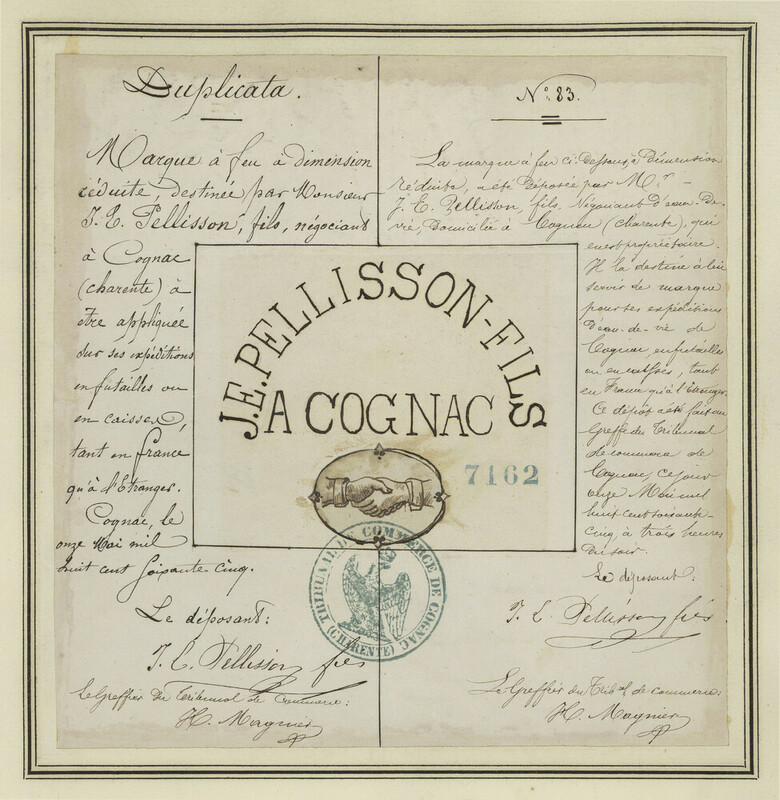 Duplicata.
Marque à feu à dimension
réduite, destinée par Monsieur
J. E. Pellisson, fils, négociant
à Cognac
(charente) à
être appliquée
sur ses expéditions
en futailles ou
en caisses,
tant en france
qu'à l'Etranger.
Cognac, le
onze Mai mil
huit cent soixante cinq.
Le déposant:
J. E. Pellisson fils
Le Greffier du Tribunal de Commerce:
H. Magnier
J.E. PELLISSON-FILS
A COGNAC
7162
TRIBUNAL DE COMMERCE DE COGNAC
(CHARENTE)
N° 83.
La marque à feu ci-dessous, à Dimension
réduite, a été Déposée par Mr
J. E. Pellisson, fils, Négociant d'eau-De-
vie, Domicilié à Cognac (charente), qui
en est propriétaire.
Il la destine à lui
servir de marque
pour ses expéditions
d'eau-de-vie de
Cognac, en futailles
ou en caisses, tant
en France qu'à l'Etranger.
Ce dépôt a été fait au
Greffe du Tribunal
de commerce de
Cognac, ce jour
onze Mai mil
huit cent soixante-
cinq, à trois heures
du soir.
Le déposant:
J. E. Pellisson fils
Le Greffier du Tribal de commerce:
H. Magnier